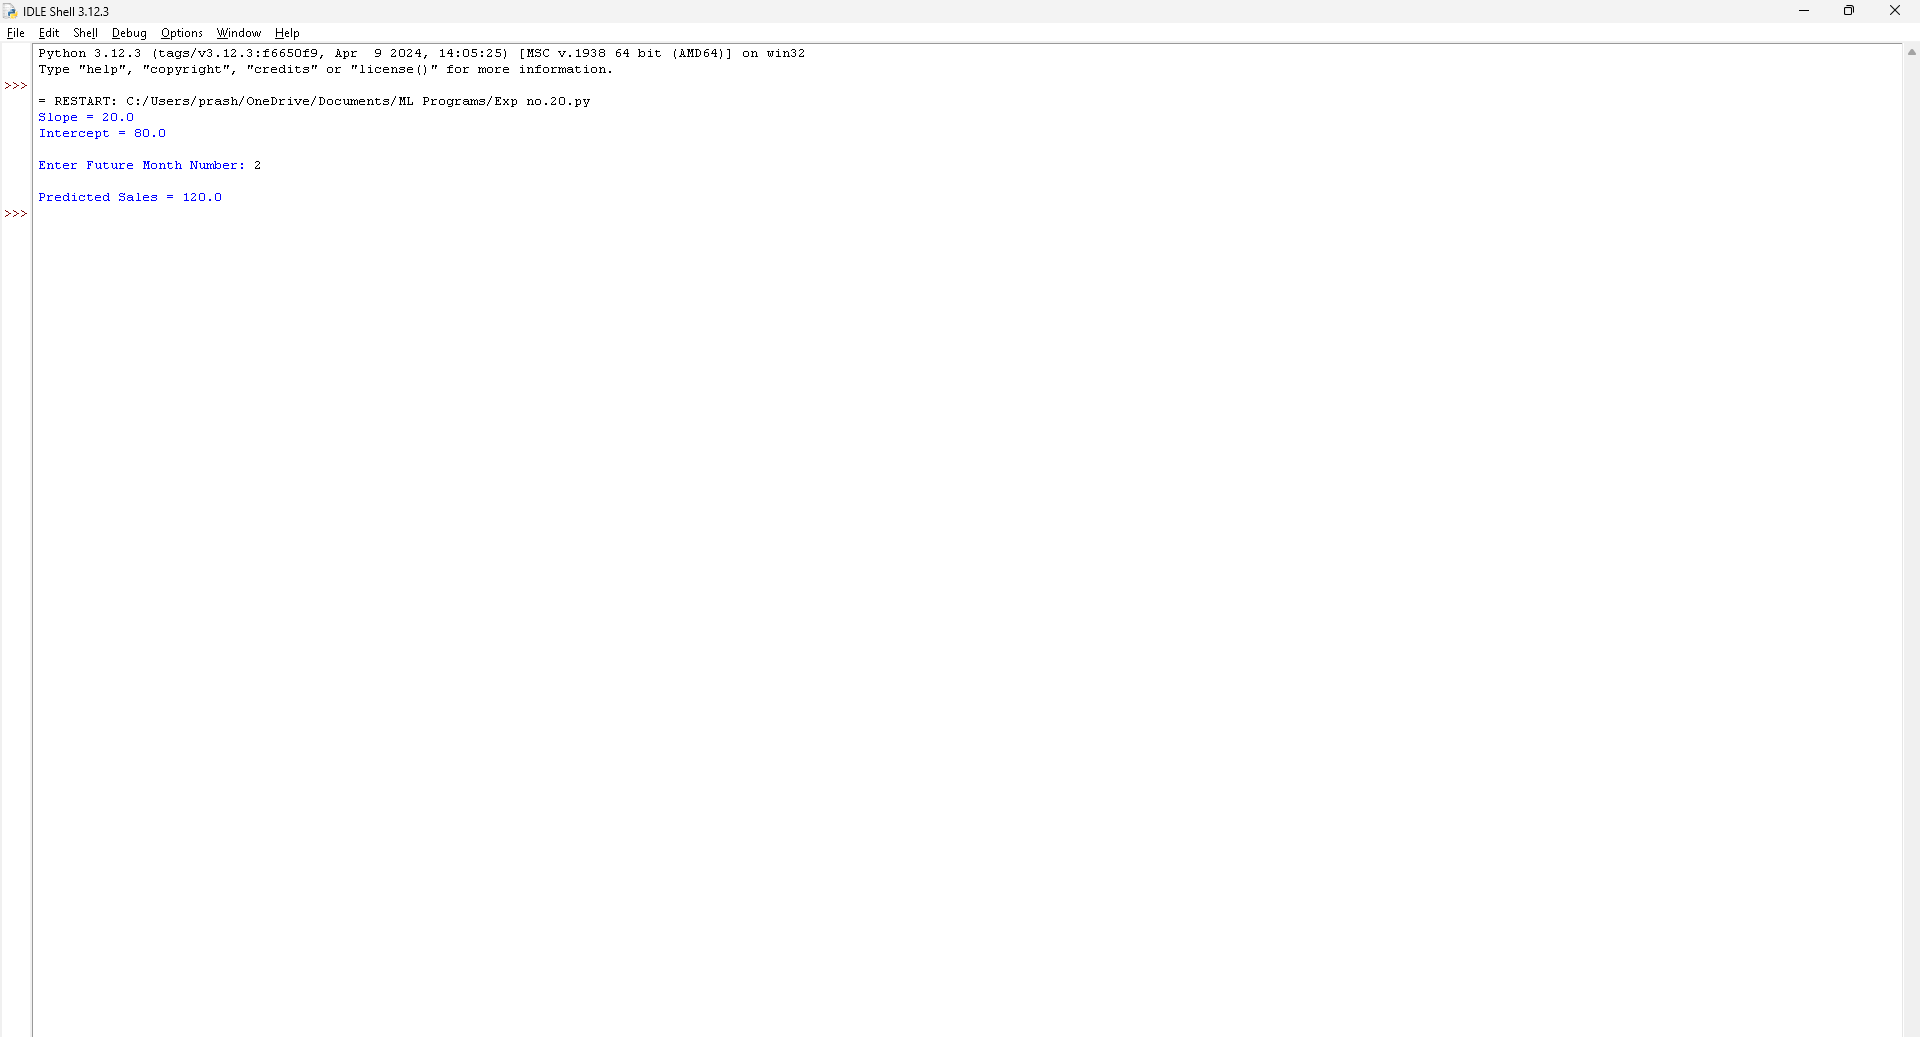 IDLE Shell 3.12.3
File Edit Shell Debug Options Window Help
Python 3.12.3 (tags/v3.12.3:f6650f9, Apr  9 2024, 14:05:25) [MSC v.1938 64 bit (AMD64)] on win32
Type "help", "copyright", "credits" or "license()" for more information.
>>>
= RESTART: C:/Users/prash/OneDrive/Documents/ML Programs/Exp no.20.py
Slope = 20.0
Intercept = 80.0
Enter Future Month Number: 2
Predicted Sales = 120.0
>>>